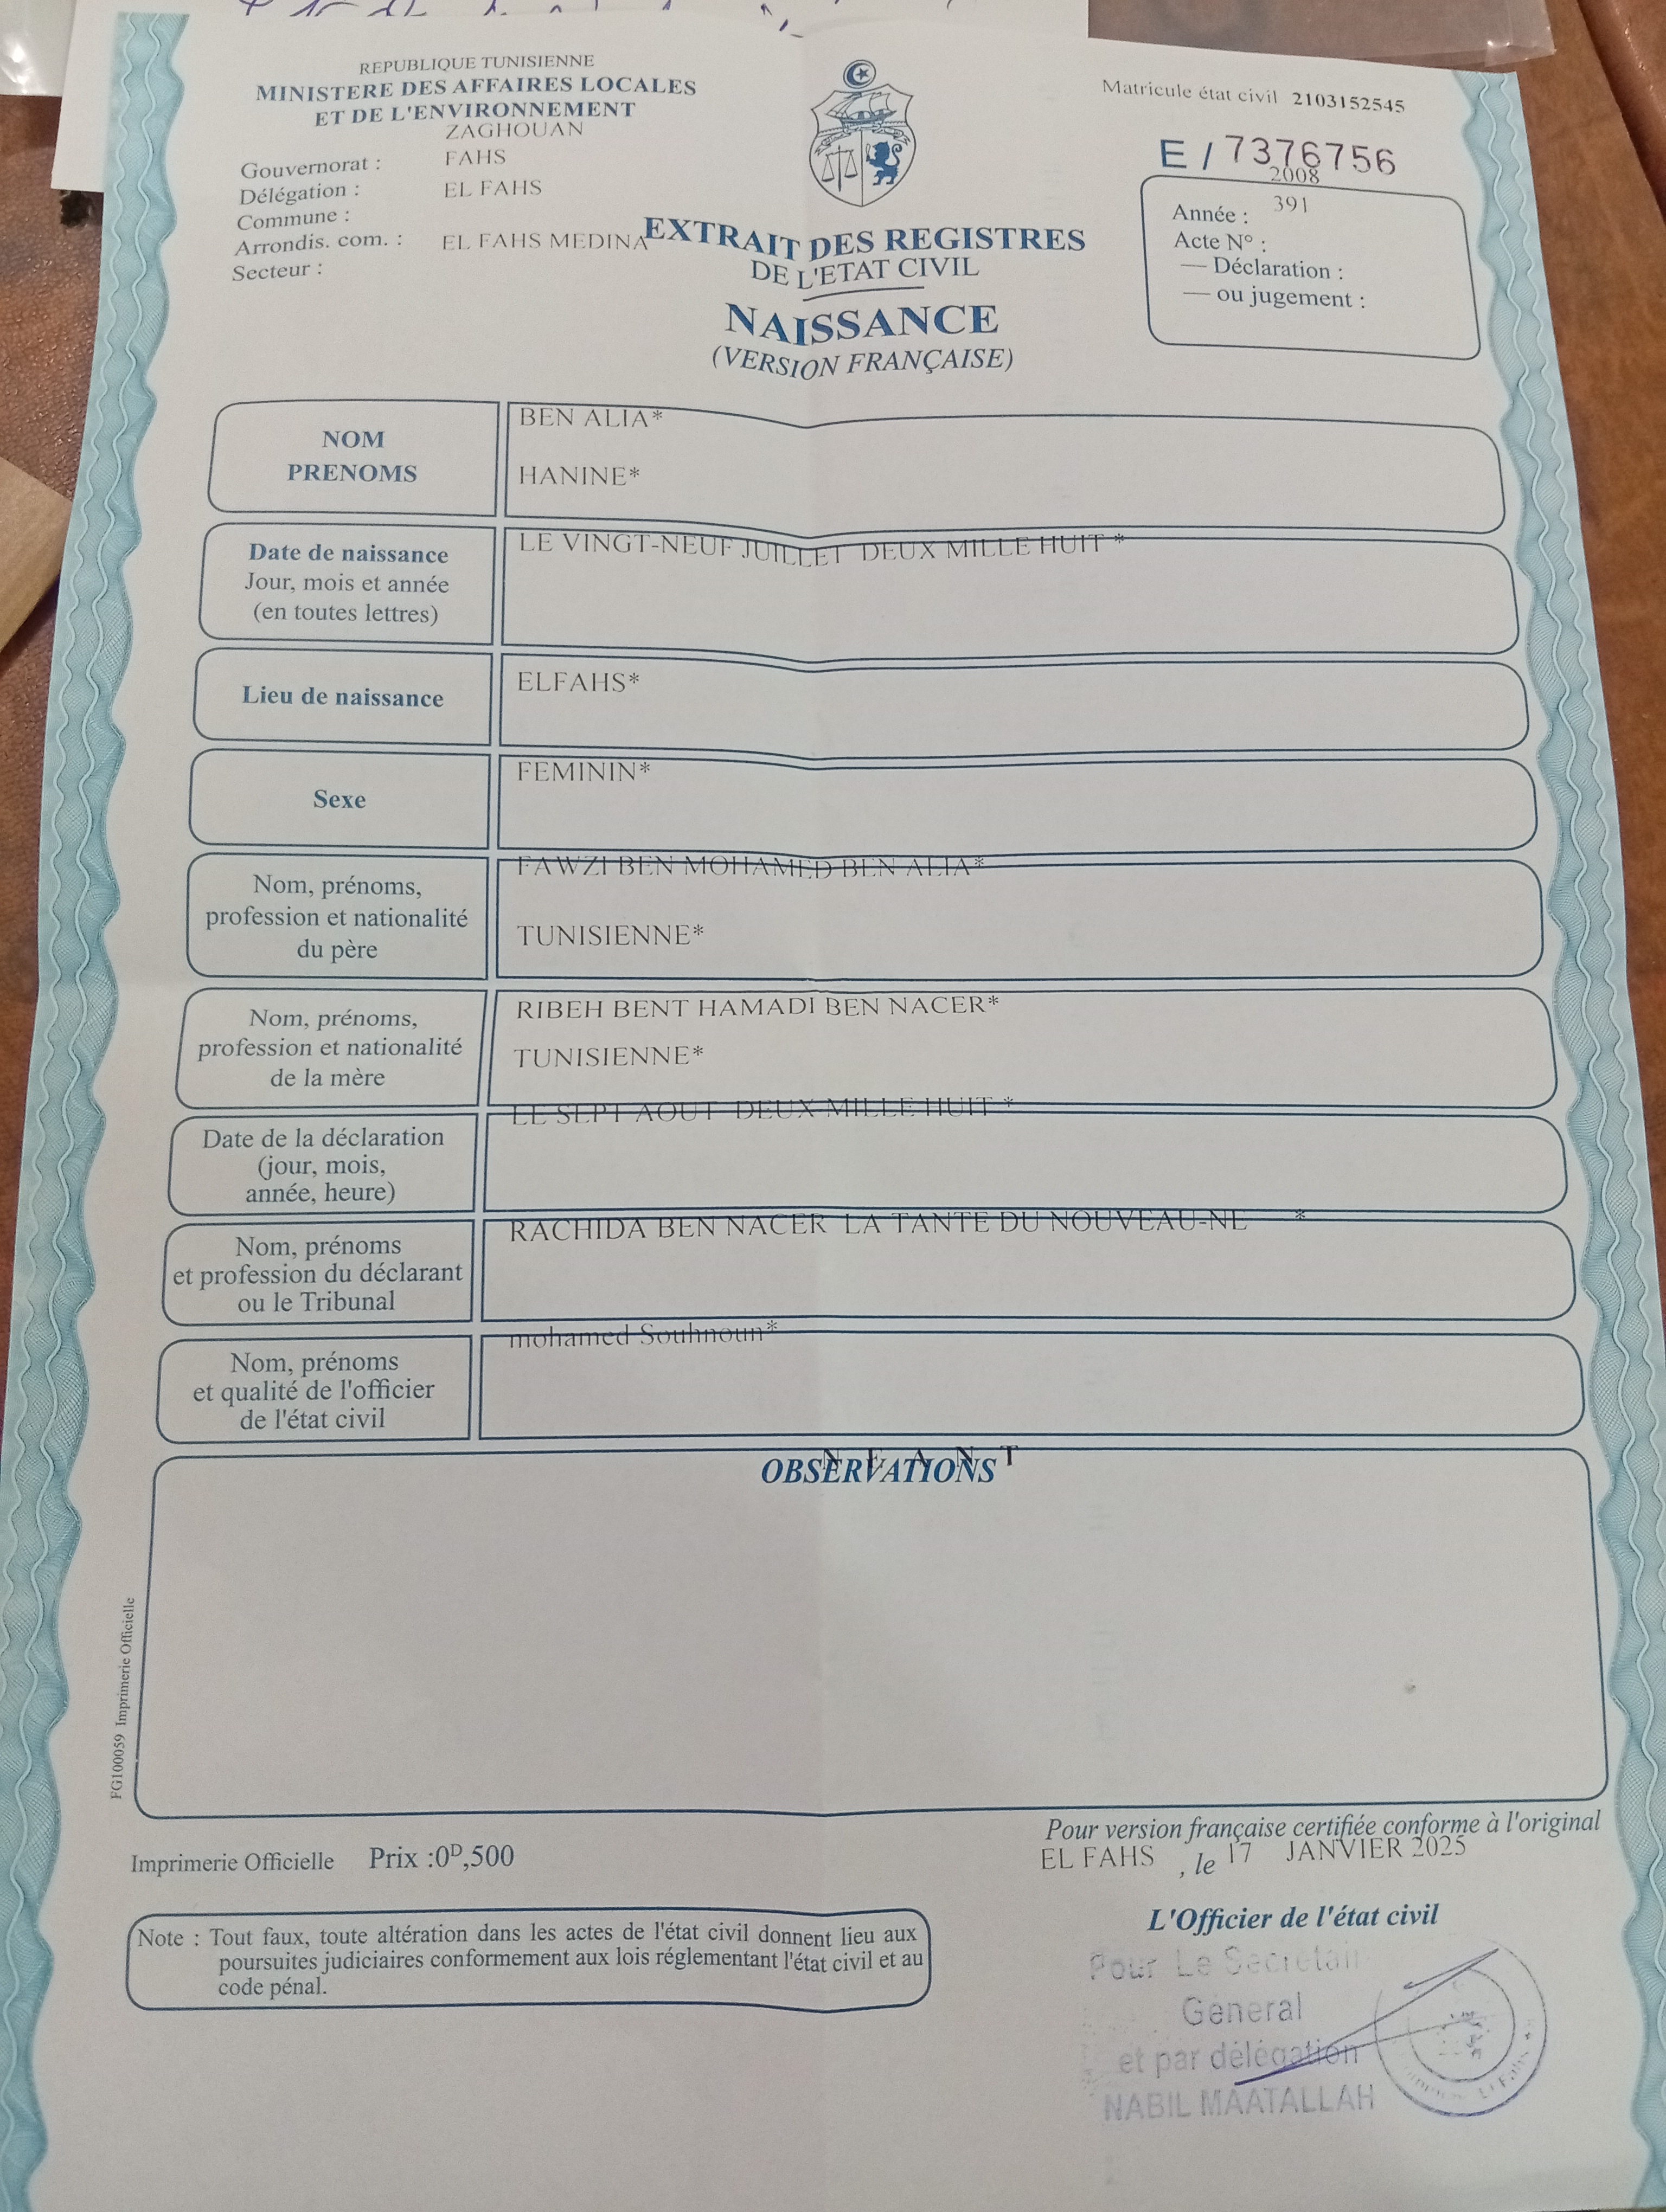 REPUBLIQUE TUNISIENNE
MINISTERE DES AFFAIRES LOCALES
ET DE L'ENVIRONNEMENT
ZAGHOUAN
Gouvernorat :
FAHS
Délégation :
EL FAHS
Commune :
Arrondis. com. :
EL FAHS MEDINA
Secteur :
Matricule état civil 2103152545
E / 7376756
2008
Année :
391
Acte N° :
— Déclaration :
— ou jugement :
EXTRAIT DES REGISTRES
DE L'ETAT CIVIL
NAISSANCE
(VERSION FRANÇAISE)
NOM
PRENOMS
BEN ALIA*
HANINE*
Date de naissance
Jour, mois et année
(en toutes lettres)
LE VINGT-NEUF JUILLET DEUX MILLE HUIT *
Lieu de naissance
ELFAHS*
Sexe
FEMININ*
Nom, prénoms,
profession et nationalité
du père
FAWZI BEN MOHAMED BEN ALIA*
TUNISIENNE*
Nom, prénoms,
profession et nationalité
de la mère
RIBEH BENT HAMADI BEN NACER*
TUNISIENNE*
Date de la déclaration
(jour, mois,
année, heure)
LE SEPT AOUT DEUX MILLE HUIT *
Nom, prénoms
et profession du déclarant
ou le Tribunal
RACHIDA BEN NACER LA TANTE DU NOUVEAU-NE *
Nom, prénoms
et qualité de l'officier
de l'état civil
mohamed Souhnoun*
N E A N T
OBSERVATIONS
FG100059 Imprimerie Officielle
Imprimerie Officielle Prix :0D,500
Pour version française certifiée conforme à l'original
EL FAHS , le 17 JANVIER 2025
L'Officier de l'état civil
Note : Tout faux, toute altération dans les actes de l'état civil donnent lieu aux
poursuites judiciaires conformement aux lois réglementant l'état civil et au
code pénal.
Pour Le Secrétair
Général
et par délégation
NABIL MAATALLAH